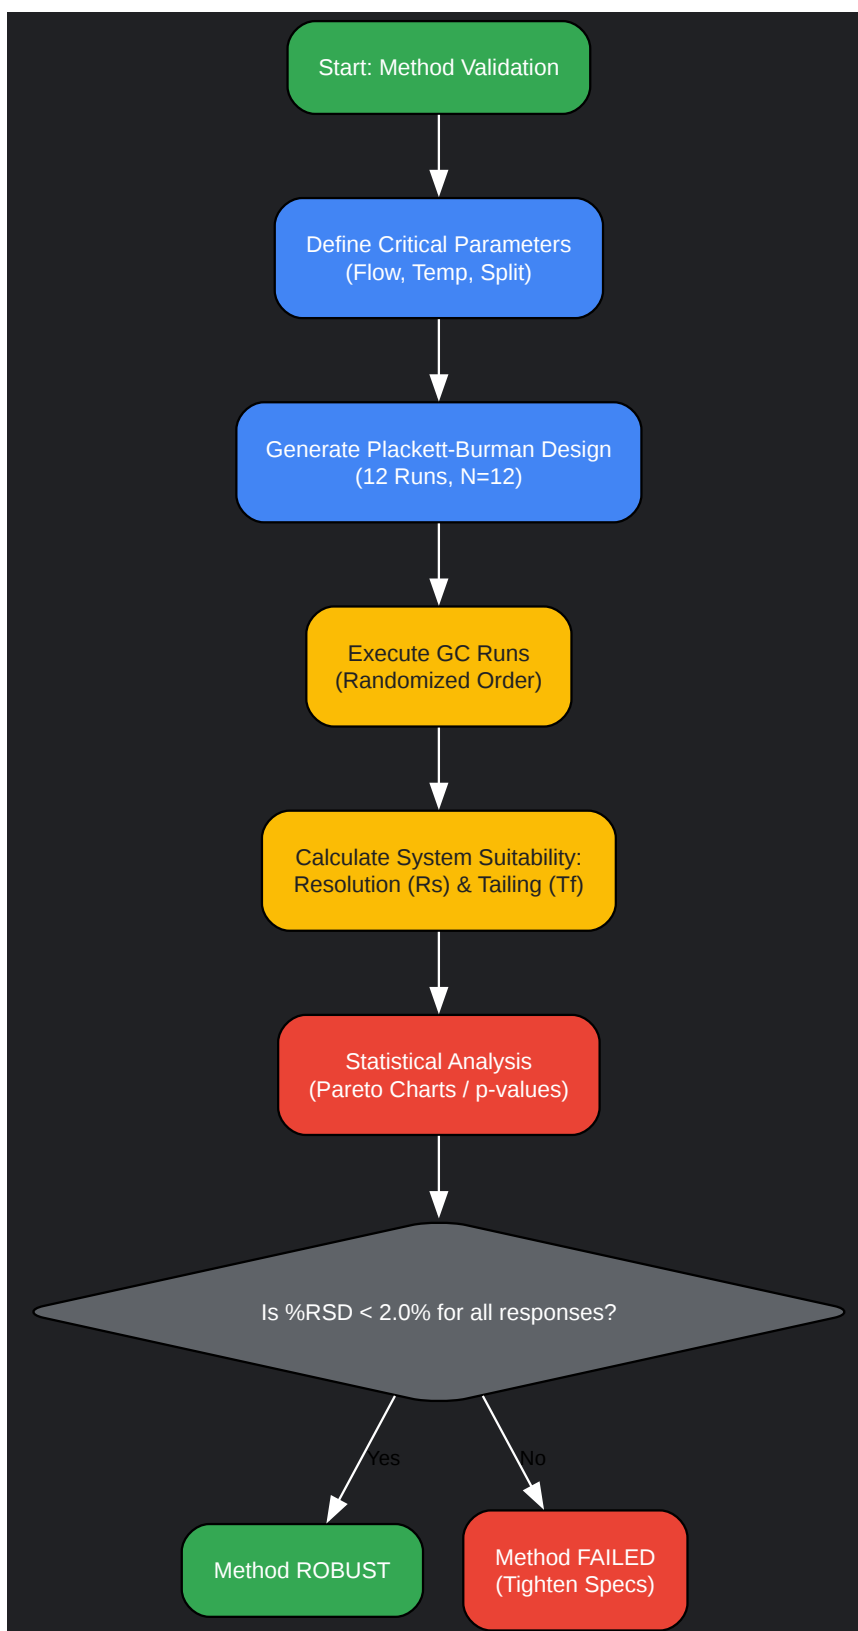 Start: Method Validation
Define Critical Parameters
(Flow, Temp, Split)
Generate Plackett-Burman Design
(12 Runs, N=12)
Execute GC Runs
(Randomized Order)
Calculate System Suitability:
Resolution (Rs) & Tailing (Tf)
Statistical Analysis
(Pareto Charts / p-values)
Is %RSD < 2.0% for all responses?
Yes
No
Method ROBUST
Method FAILED
(Tighten Specs)